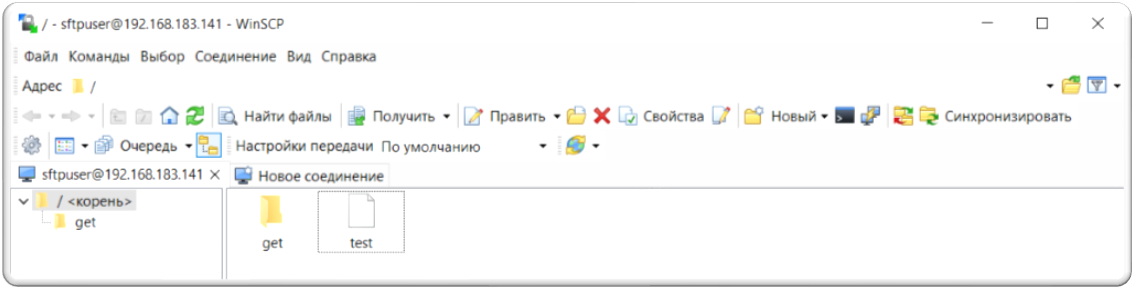 / - sftpuser@192.168.183.141 - WinSCP
Файл Команды Выбор Соединение Вид Справка
Адрес /
Найти файлы Получить Править Свойства Новый Синхронизировать
Очередь Настройки передачи По умолчанию
sftpuser@192.168.183.141 × Новое соединение
/ <корень>
get
get test